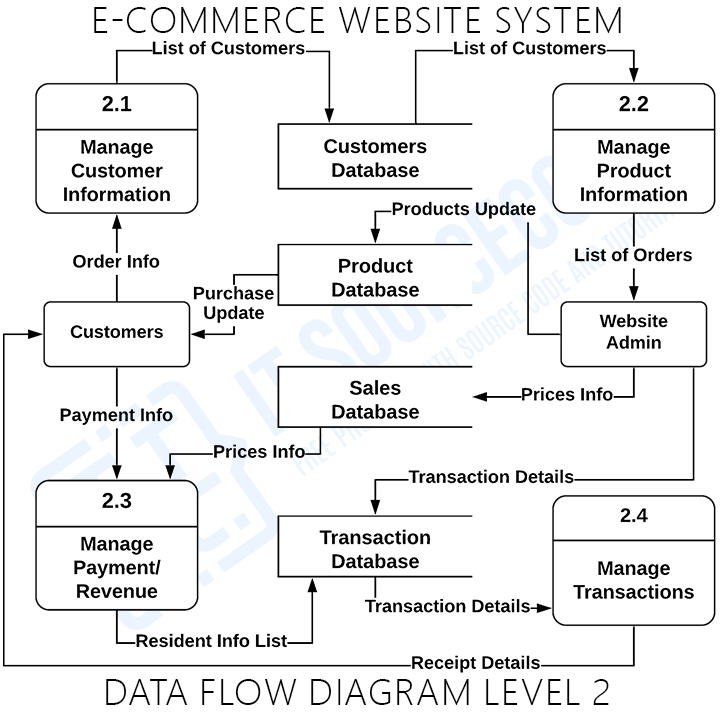 E-COMMERCE WEBSITE SYSTEM
List of Customers
List of Customers
2.1
Manage
Customer
Information
Customers
Database
2.2
Manage
Product
Information
Products Update
Order Info
Product
Database
List of Orders
Purchase
Update
Customers
Website
Admin
Sales
Database
Prices Info
Payment Info
Prices Info
Transaction Details
2.3
Manage
Payment/
Revenue
Transaction
Database
2.4
Manage
Transactions
Transaction Details
Resident Info List
Receipt Details
DATA FLOW DIAGRAM LEVEL 2